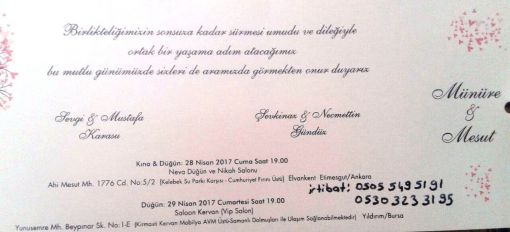 Birlikteliğimizin sonsuza kadar sürmesi umudu ve dileğiyle
ortak bir yaşama adım atacağımız
bu mutlu günümüzde sizleri de aramızda görmekten onur duyarız
Sevgi & Mustafa
Karasu
Sevkinaz & Necmettin
Gündüz
Münüre
&
Mesut
Kına & Düğün: 28 Nisan 2017 Cuma Saat 19.00
Neva Düğün ve Nikah Salonu
Ahi Mesut Mh. 1776 Cd. No:5/2 (Kelebek Su Parkı Karşısı - Cumhuriyet Fırını Üstü) Elvankent Etimesgut/Ankara
irtibat: 0505 549 51 91
0530 323 31 95
Düğün: 29 Nisan 2017 Cumartesi Saat 19.00
Saloon Kervan (Vip Salon)
Yunusemre Mh. Beypınar Sk. No:1-E (Kirmasti Kervan Mobilya AVM Üstü-Samanlı Dolmuşları ile Ulaşım Sağlanabilmektedir) Yıldırım/Bursa